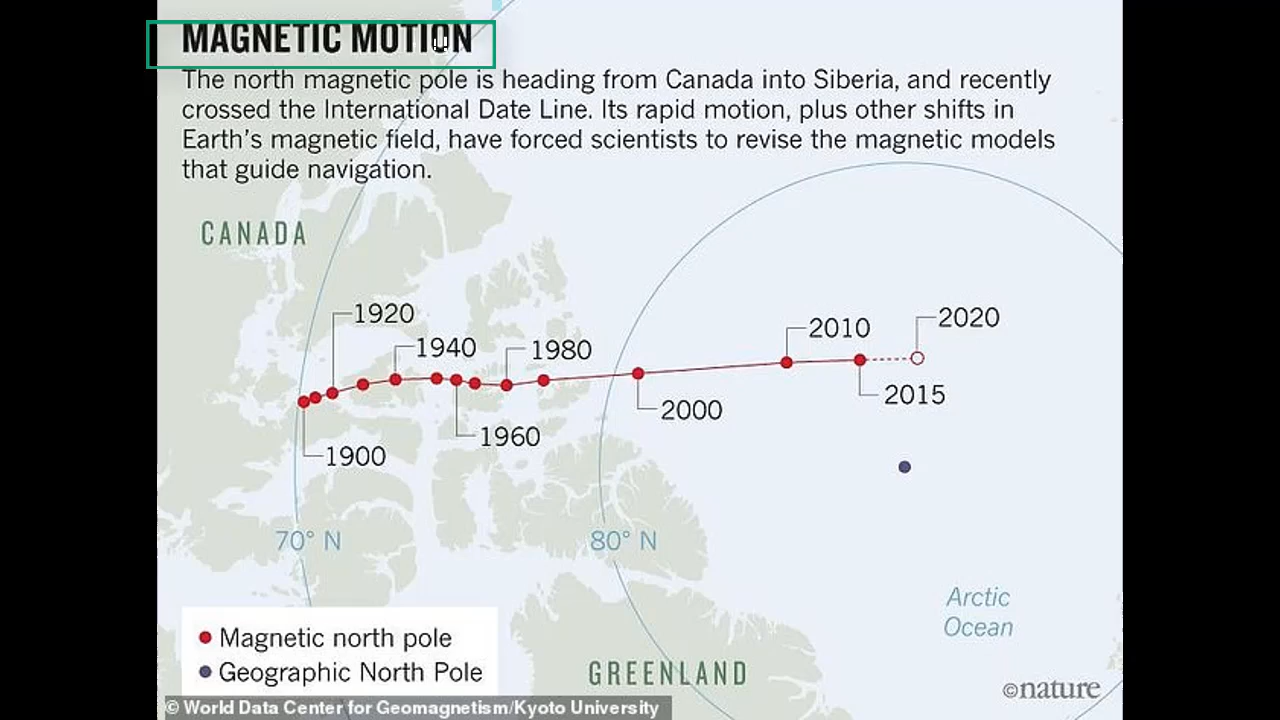 MAGNETIC MOTION
The north magnetic pole is heading from Canada into Siberia, and recently
crossed the International Date Line. Its rapid motion, plus other shifts in
Earth's magnetic field, have forced scientists to revise the magnetic models
that guide navigation.
CANADA
1920
2020
2010
1940
1980
2015
2000
1960
1900
70° N
80° N
Arctic
Ocean
Magnetic north pole
Geographic North Pole
GREENLAND
©nature
© World Data Center for Geomagnetism/Kyoto University